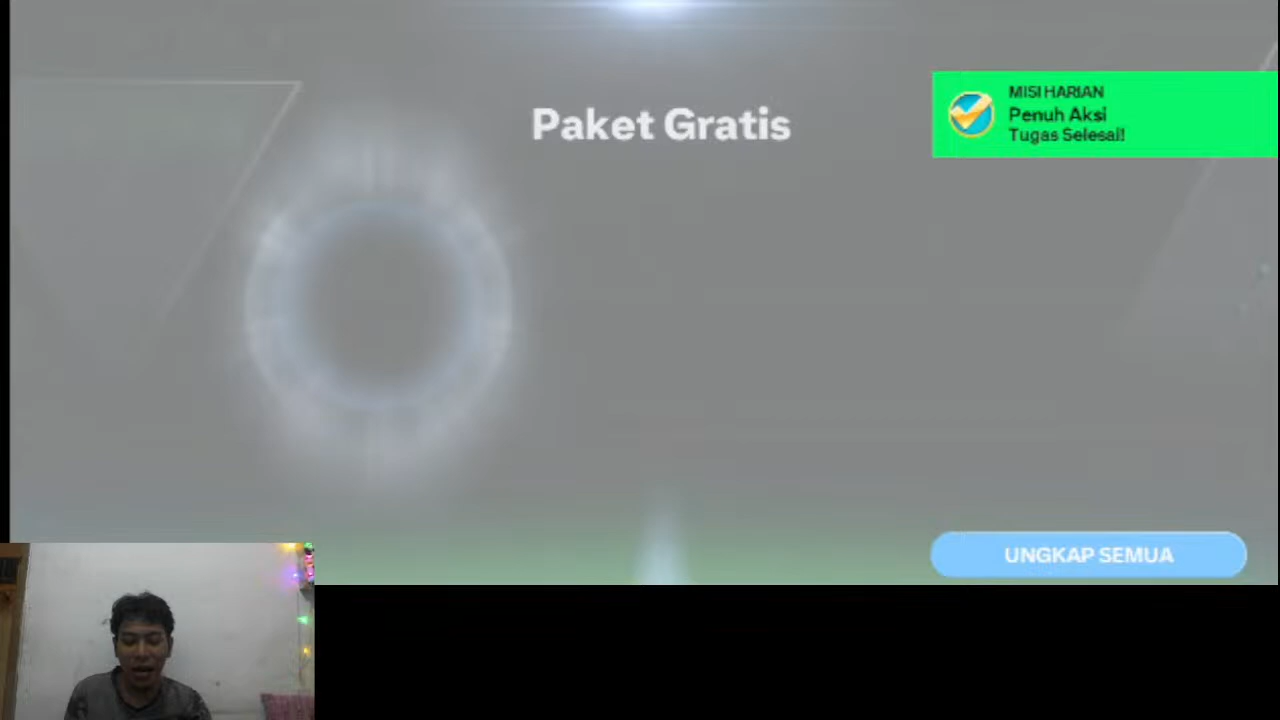 Paket Gratis
MISI HARIAN
Penuh Aksi
Tugas Selesai!
UNGKAP SEMUA